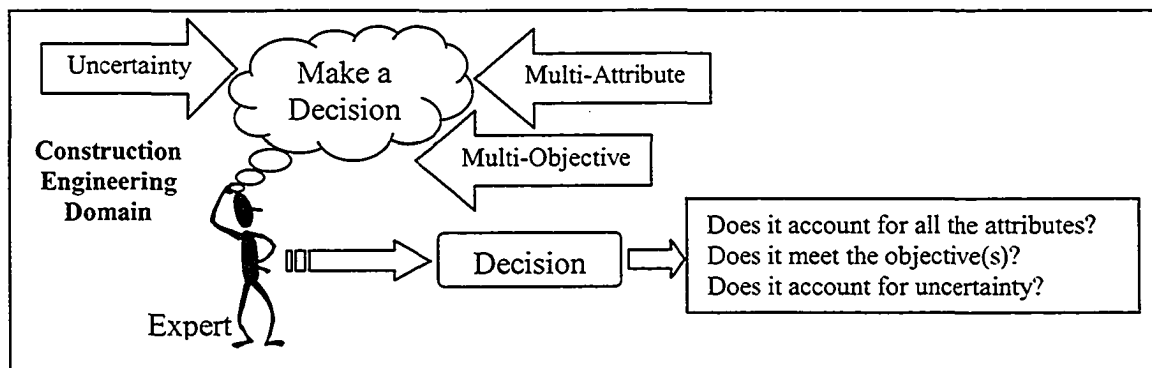 Uncertainty
Make a
Decision
Multi-Attribute
Multi-Objective
Construction
Engineering
Domain
Expert
Decision
Does it account for all the attributes?
Does it meet the objective(s)?
Does it account for uncertainty?